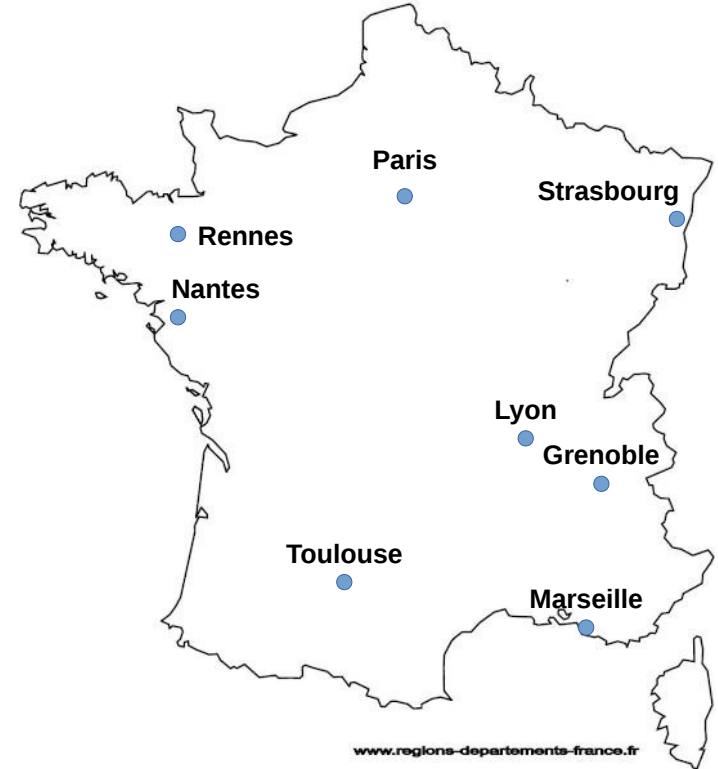 Paris
Strasbourg
Rennes
Nantes
Lyon
Grenoble
Toulouse
Marseille
www.regions-departements-france.fr